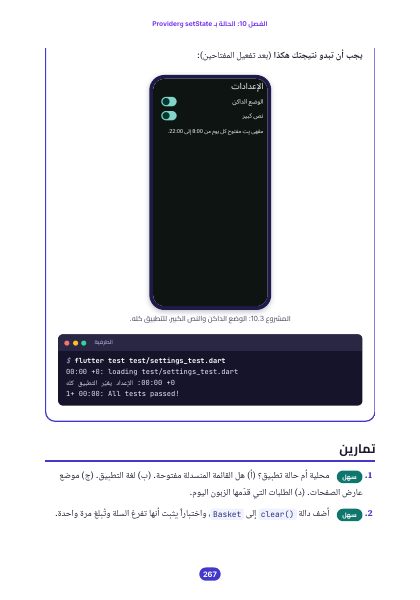 الفصل 10: الحالة بـ setState وProvider
يجب أن تبدو نتيجتك هكذا (بعد تفعيل المفتاحين):
الإعدادات
الوضع الداكن
نص كبير
مقهى بِت مفتوح كل يوم من 8:00 إلى 22:00.
المشروع 10.3: الوضع الداكن والنص الكبير، للتطبيق كله.
الطرفية
$ flutter test test/settings_test.dart
00:00 +0: loading test/settings_test.dart
00:00 +0: الإعداد يغيّر التطبيق كله
00:00 +1: All tests passed!
تمارين
1. سهل محلية أم حالة تطبيق؟ (أ) هل القائمة المنسدلة مفتوحة. (ب) لغة التطبيق. (ج) موضع
عارض الصفحات. (د) الطلبات التي قدّمها الزبون اليوم.
2. سهل أضف دالة clear() إلى Basket، واختباراً يثبت أنها تفرغ السلة وتُبلغ مرة واحدة.
267